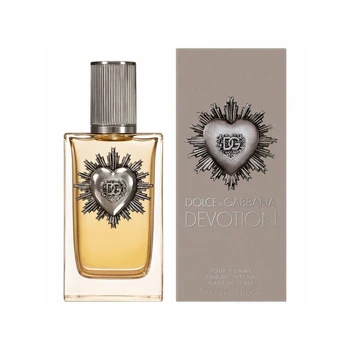 DG
DG
DOLCE & GABBANA
DEVOTION
POUR HOMME
EAU DE PARFUM